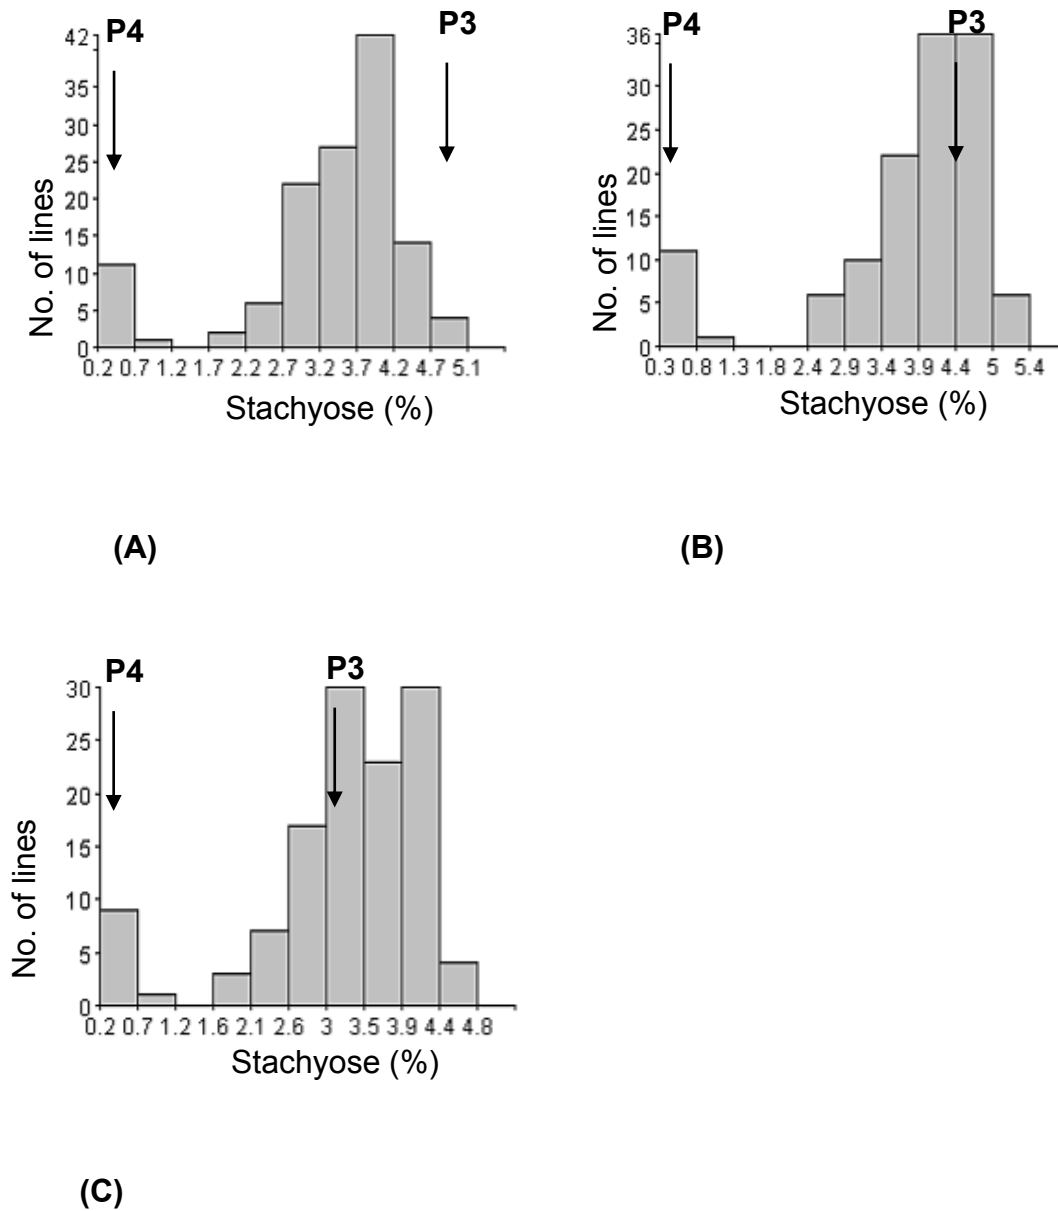 P4
P3
42
35
30
25
20
15
10
5
0
No. of lines
0.2 0.7 1.2 1.7 2.2 2.7 3.2 3.7 4.2 4.7 5.1
Stachyose (%)
(A)
P4
P3
36
30
25
20
15
10
5
0
No. of lines
0.3 0.8 1.3 1.8 2.4 2.9 3.4 3.9 4.4 5 5.4
Stachyose (%)
(B)
P4
P3
30
25
20
15
10
5
0
No. of lines
0.2 0.7 1.2 1.6 2.1 2.6 3 3.5 3.9 4.4 4.8
Stachyose (%)
(C)